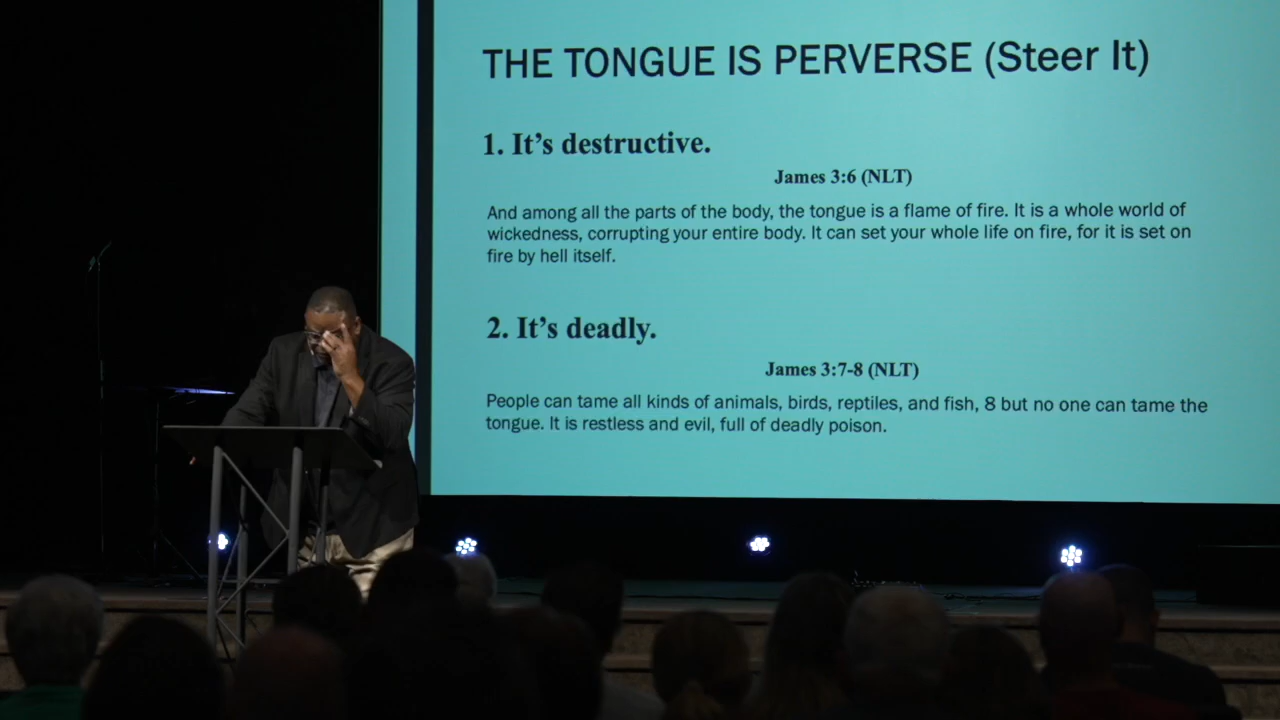 THE TONGUE IS PERVERSE (Steer It)
1. It's destructive.
James 3:6 (NLT)
And among all the parts of the body, the tongue is a flame of fire. It is a whole world of
wickedness, corrupting your entire body. It can set your whole life on fire, for it is set on
fire by hell itself.
2. It's deadly.
James 3:7-8 (NLT)
People can tame all kinds of animals, birds, reptiles, and fish, 8 but no one can tame the
tongue. It is restless and evil, full of deadly poison.